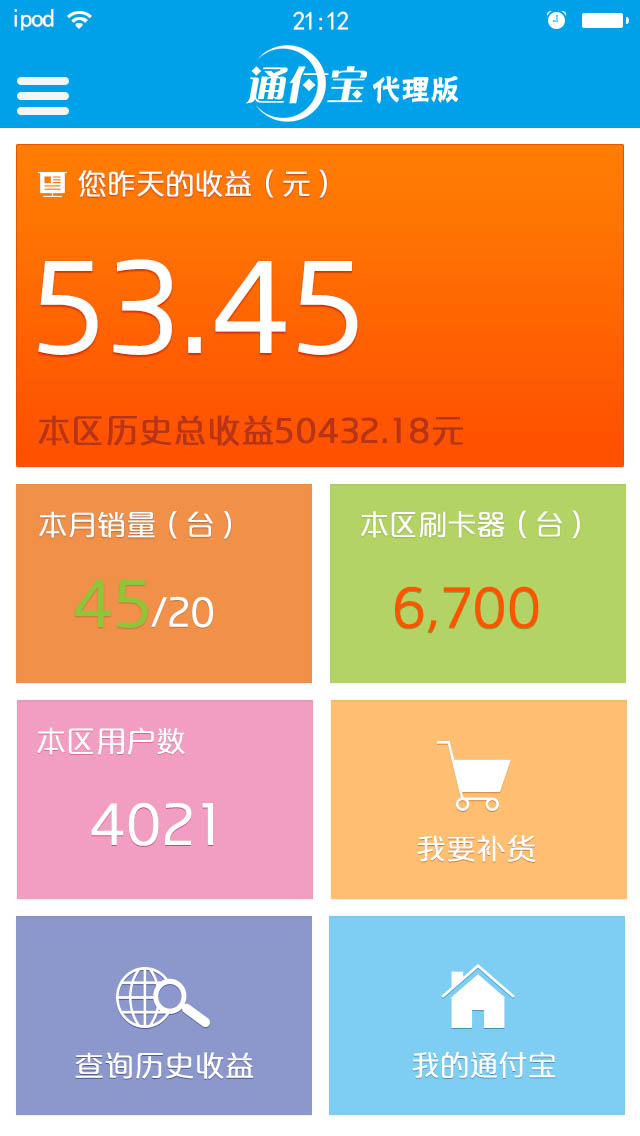 ipod 21:12
通付宝 代理版
您昨天的收益（元）
53.45
本区历史总收益50432.18元
本月销量（台）
45/20
本区刷卡器（台）
6,700
本区用户数
4021
我要补货
查询历史收益
我的通付宝